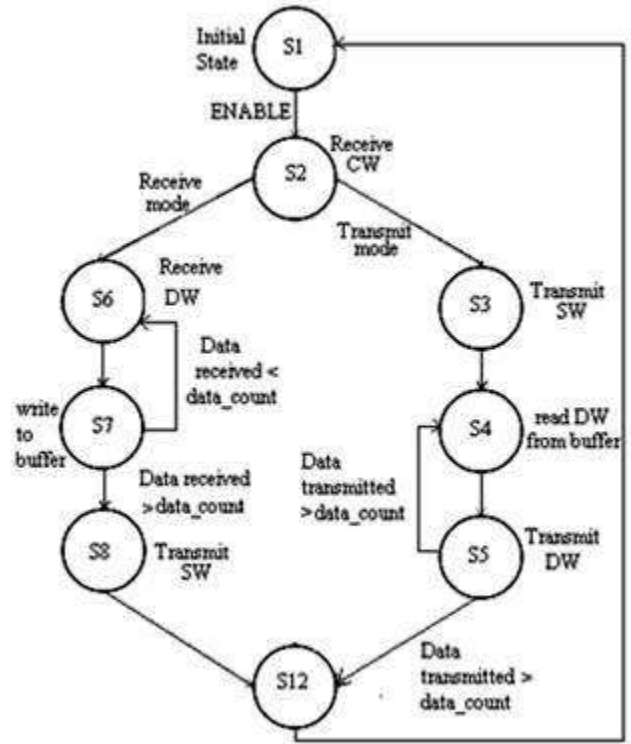 Initial
State
S1
ENABLE
S2
Receive
CW
Receive
mode
Transmit
mode
S6
Receive
DW
S3
Transmit
SW
Data
received <
data_count
write
to
buffer
S7
S4
read DW
from buffer
Data received
>data_count
Data
transmitted
>data_count
S8
Transmit
SW
S5
Transmit
DW
S12
Data
transmitted >
data_count